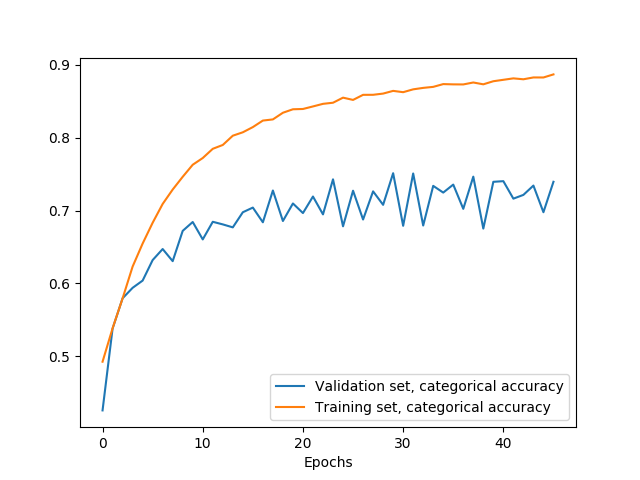 0.9
0.8
0.7
0.6
0.5
Validation set, categorical accuracy
Training set, categorical accuracy
0 10 20 30 40
Epochs